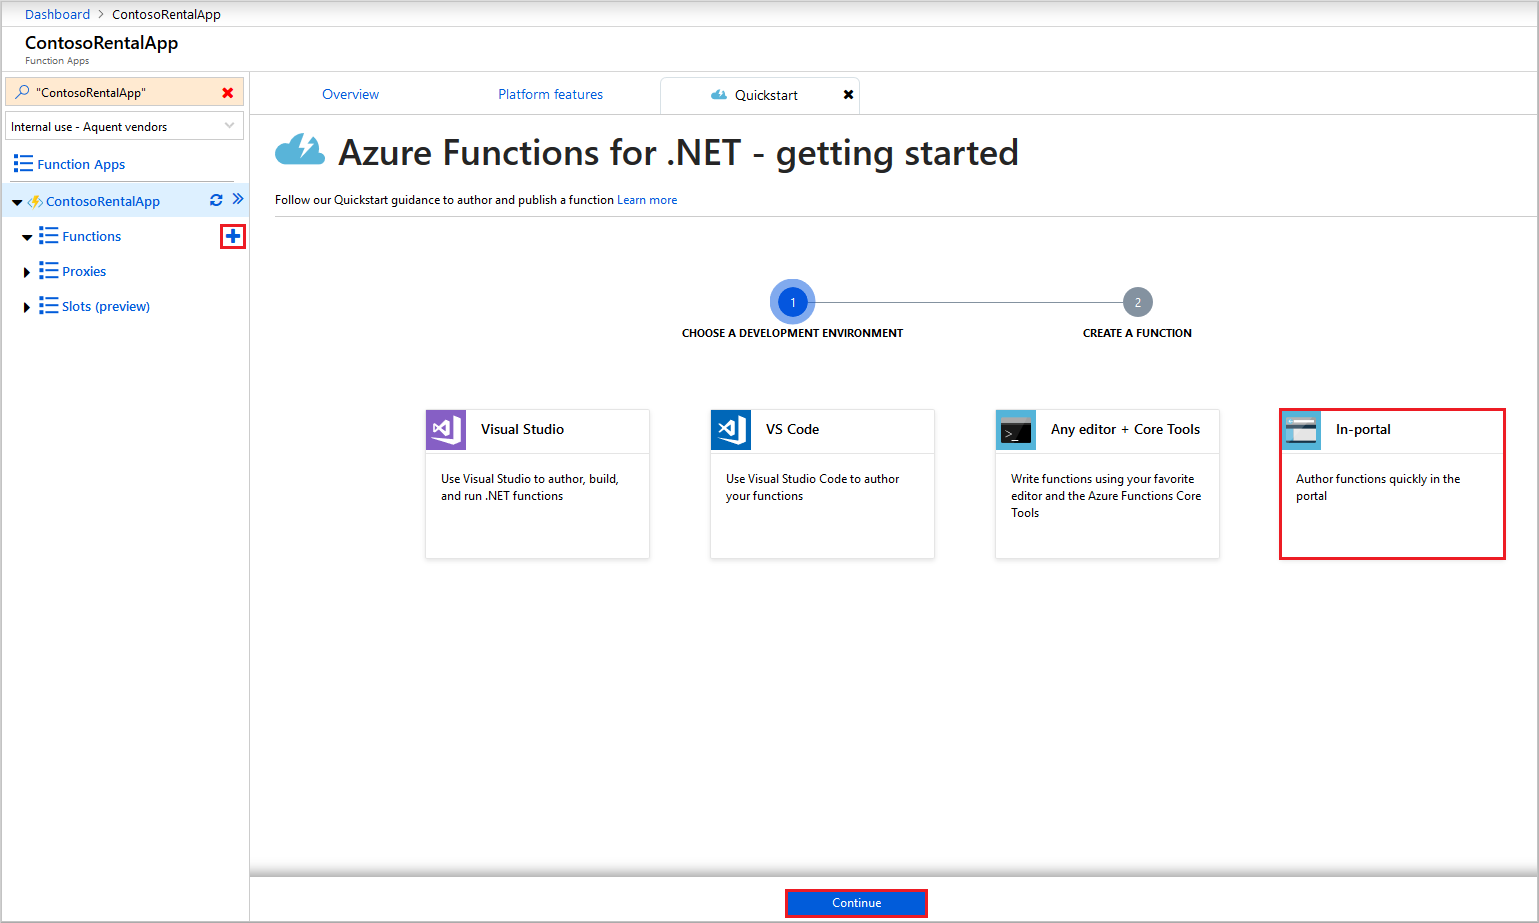 Dashboard > ContosoRentalApp
ContosoRentalApp
Function Apps
"ContosoRentalApp"
Internal use - Aquent vendors
Function Apps
ContosoRentalApp
Functions
Proxies
Slots (preview)
Overview
Platform features
Quickstart
Azure Functions for .NET - getting started
Follow our Quickstart guidance to author and publish a function Learn more
1
2
CHOOSE A DEVELOPMENT ENVIRONMENT
CREATE A FUNCTION
Visual Studio
Use Visual Studio to author, build,
and run .NET functions
VS Code
Use Visual Studio Code to author
your functions
Any editor + Core Tools
Write functions using your favorite
editor and the Azure Functions Core
Tools
In-portal
Author functions quickly in the
portal
Continue